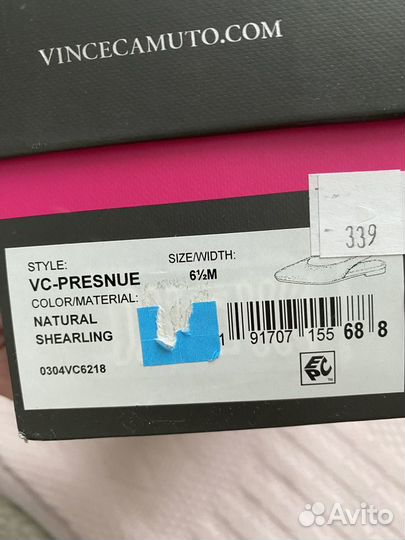 VINCECAMUTO.COM
339
STYLE: SIZE/WIDTH:
VC-PRESNUE 6½M
COLOR/MATERIAL:
NATURAL
SHEARLING
1 91707 155 68 8
0304VC6218
EPC
Avito